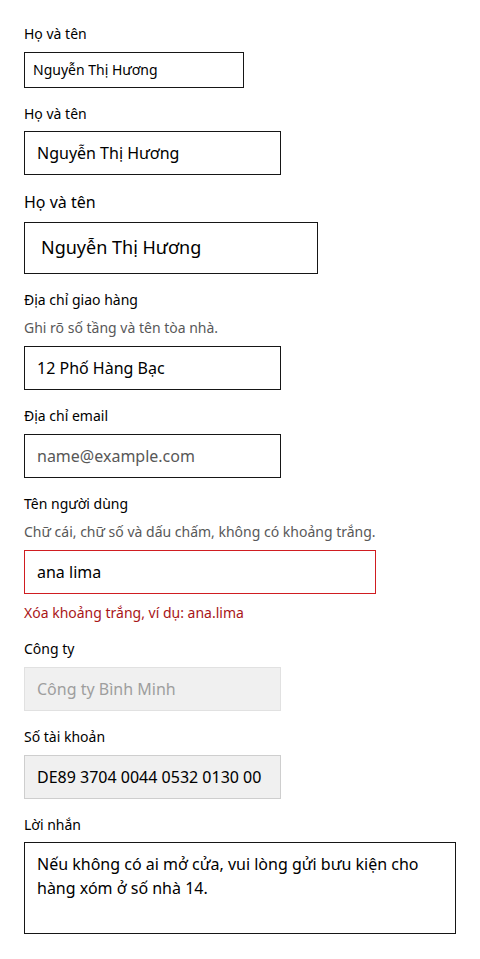 Họ và tên
Nguyễn Thị Hương
Họ và tên
Nguyễn Thị Hương
Họ và tên
Nguyễn Thị Hương
Địa chỉ giao hàng
Ghi rõ số tầng và tên tòa nhà.
12 Phố Hàng Bạc
Địa chỉ email
name@example.com
Tên người dùng
Chữ cái, chữ số và dấu chấm, không có khoảng trắng.
ana lima
Xóa khoảng trắng, ví dụ: ana.lima
Công ty
Công ty Bình Minh
Số tài khoản
DE89 3704 0044 0532 0130 00
Lời nhắn
Nếu không có ai mở cửa, vui lòng gửi bưu kiện cho
hàng xóm ở số nhà 14.